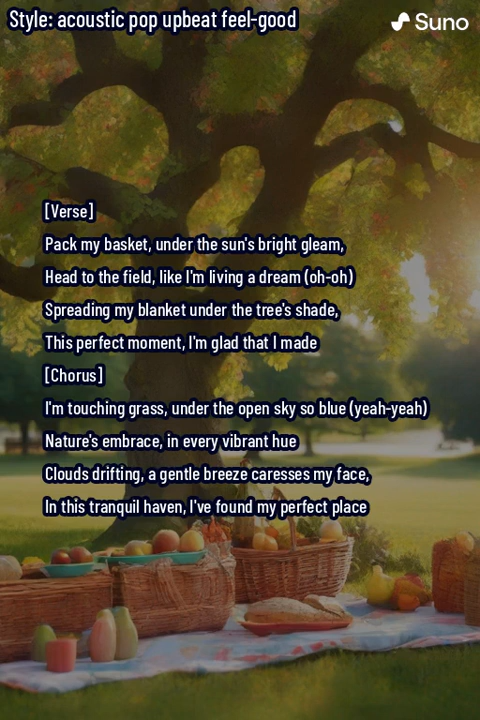 Style: acoustic pop upbeat feel-good
Suno
[Verse]
Pack my basket, under the sun's bright gleam,
Head to the field, like I'm living a dream (oh-oh)
Spreading my blanket under the tree's shade,
This perfect moment, I'm glad that I made
[Chorus]
I'm touching grass, under the open sky so blue (yeah-yeah)
Nature's embrace, in every vibrant hue
Clouds drifting, a gentle breeze caresses my face,
In this tranquil haven, I've found my perfect place